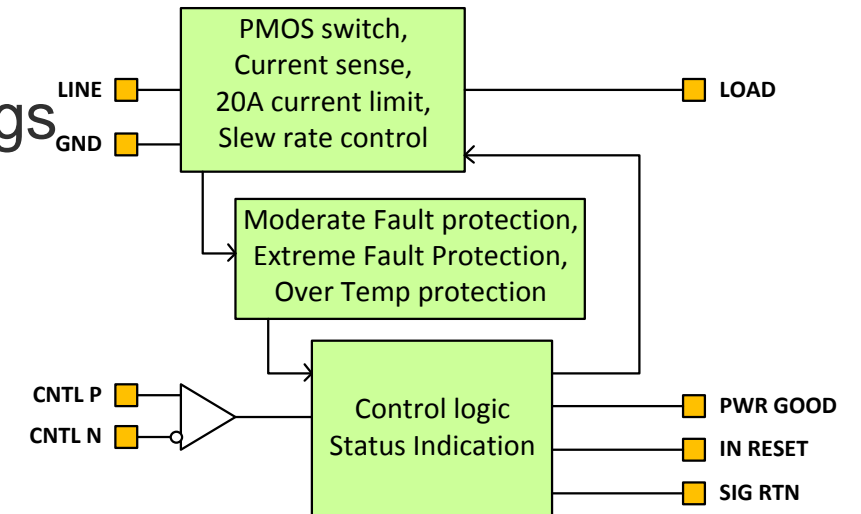 PMOS switch,
Current sense,
20A current limit,
Slew rate control
LINE
gs
GND
LOAD
Moderate Fault protection,
Extreme Fault Protection,
Over Temp protection
CNTL P
CNTL N
Control logic
Status Indication
PWR GOOD
IN RESET
SIG RTN